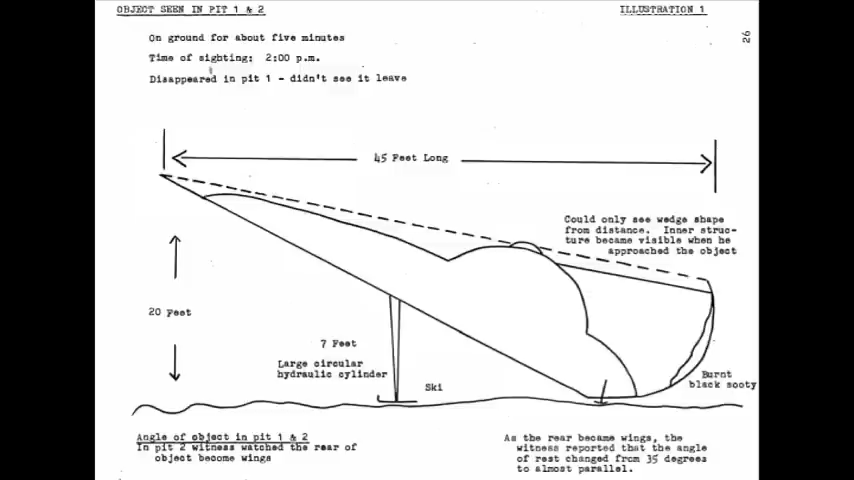 OBJECT SEEN IN PIT 1 & 2
ILLUSTRATION 1
26
On ground for about five minutes
Time of sighting: 2:00 p.m.
Disappeared in pit 1 - didn't see it leave
45 Feet Long
Could only see wedge shape
from distance. Inner struc-
ture became visible when he
approached the object
20 Feet
7 Feet
Large circular
hydraulic cylinder
Ski
Burnt
black sooty
Angle of object in pit 1 & 2
In pit 2 witness watched the rear of
object become wings
As the rear became wings, the
witness reported that the angle
of rest changed from 35 degrees
to almost parallel.